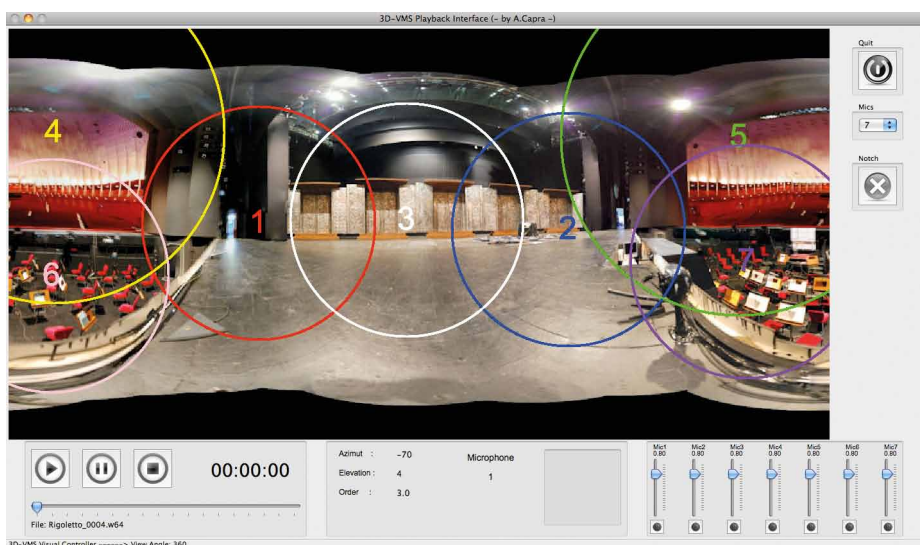 3D-VMS Playback Interface (- by A.Capra -)
Quit
Mics
7
Notch
4
5
1
3
2
6
7
00:00:00
File: Rigoletto_0004.w64
Azimut : -70
Elevation : 4
Order : 3.0
Microphone
1
Mic1 Mic2 Mic3 Mic4 Mic5 Mic6 Mic7
0.80 0.80 0.80 0.80 0.80 0.80 0.80
3D-VMS Visual Controller ------> View Angle: 360